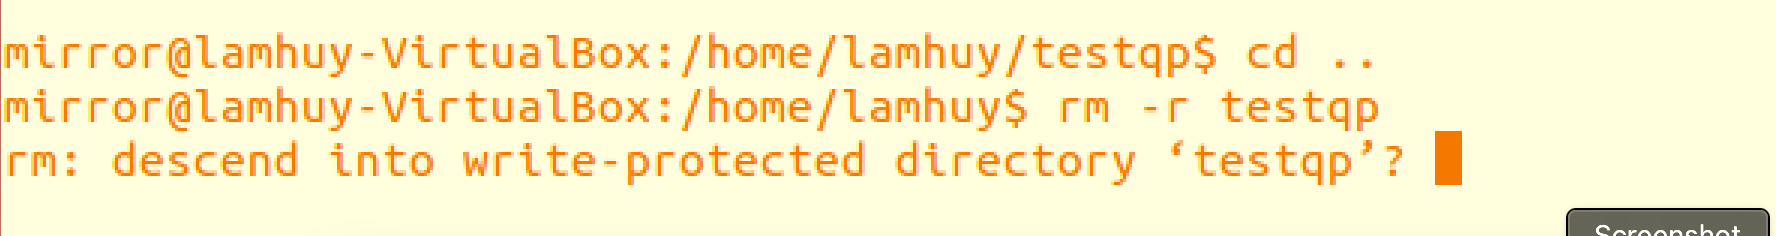 mirror@lamhuy-VirtualBox:/home/lamhuy/testqp$ cd ..
mirror@lamhuy-VirtualBox:/home/lamhuy$ rm -r testqp
rm: descend into write-protected directory ‘testqp’?
Screenshot